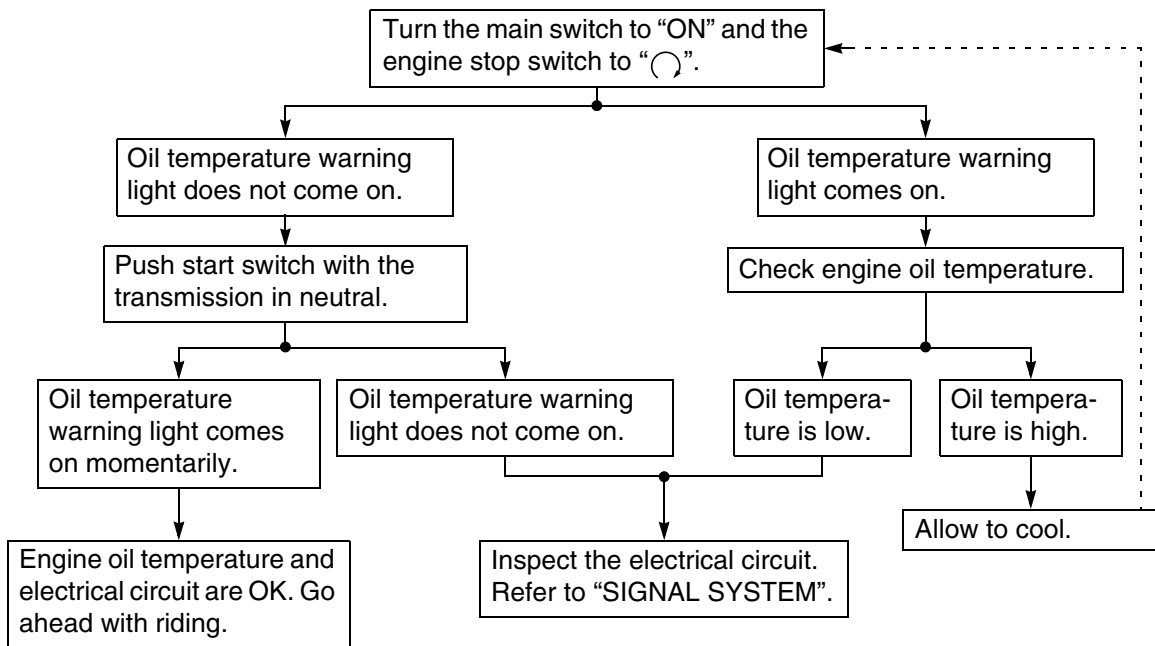 Turn the main switch to “ON” and the
engine stop switch to “”.
Oil temperature warning
light does not come on.
Oil temperature warning
light comes on.
Push start switch with the
transmission in neutral.
Check engine oil temperature.
Oil temperature
warning light comes
on momentarily.
Oil temperature warning
light does not come on.
Oil tempera-
ture is low.
Oil tempera-
ture is high.
Engine oil temperature and
electrical circuit are OK. Go
ahead with riding.
Inspect the electrical circuit.
Refer to “SIGNAL SYSTEM”.
Allow to cool.